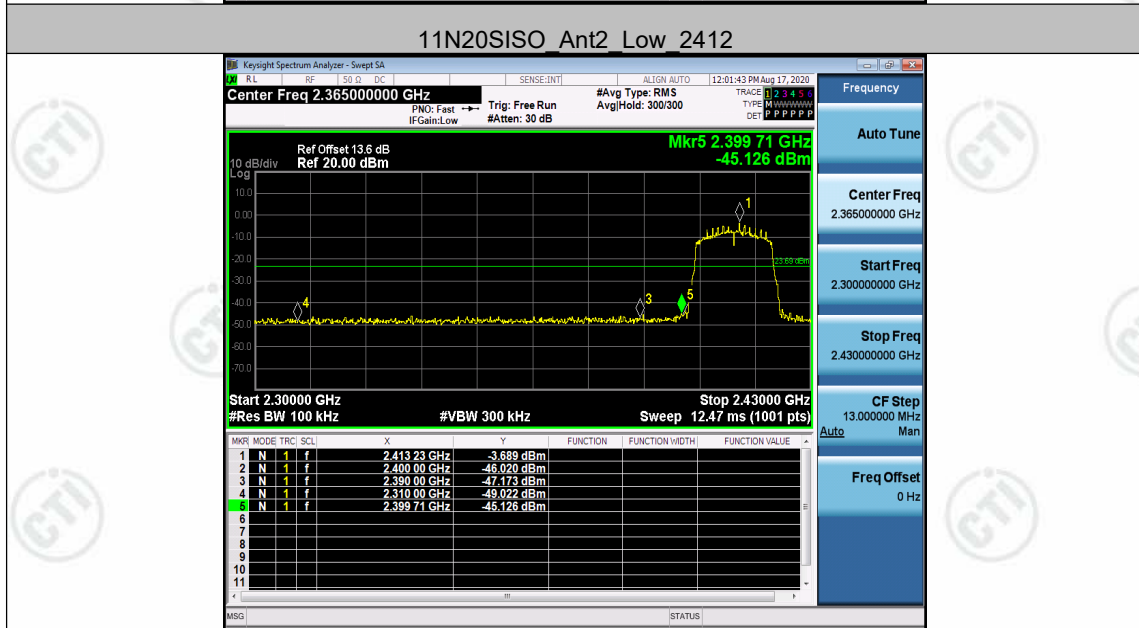 11N20SISO_Ant2_Low_2412
Keysight Spectrum Analyzer - Swept SA
RL RF 50 Ω DC SENSE:INT ALIGN AUTO 12:01:43 PM Aug 17, 2020
Center Freq 2.365000000 GHz
PNO: Fast
IFGain:Low
Trig: Free Run
#Atten: 30 dB
#Avg Type: RMS
Avg|Hold: 300/300
TRACE 1 2 3 4 5 6
TYPE M W W W W W
DET P P P P P P
Frequency
Auto Tune
Center Freq
2.365000000 GHz
Start Freq
2.300000000 GHz
Stop Freq
2.430000000 GHz
CF Step
13.000000 MHz
Auto Man
Freq Offset
0 Hz
Mkr5 2.399 71 GHz
-45.126 dBm
Ref Offset 13.6 dB
10 dB/div Ref 20.00 dBm
Log
10.0
0.00
-10.0
-20.0
-30.0
-40.0
-50.0
-60.0
-70.0
1
-23.69 dBm
4
3
5
Start 2.30000 GHz Stop 2.43000 GHz
#Res BW 100 kHz #VBW 300 kHz Sweep 12.47 ms (1001 pts)
MKR MODE TRC SCL X Y FUNCTION FUNCTION WIDTH FUNCTION VALUE
1 N 1 f 2.413 23 GHz -3.689 dBm
2 N 1 f 2.400 00 GHz -46.020 dBm
3 N 1 f 2.390 00 GHz -47.173 dBm
4 N 1 f 2.310 00 GHz -49.022 dBm
5 N 1 f 2.399 71 GHz -45.126 dBm
6
7
8
9
10
11
MSG STATUS
CTI
CTI
CTI
CTI
CTI